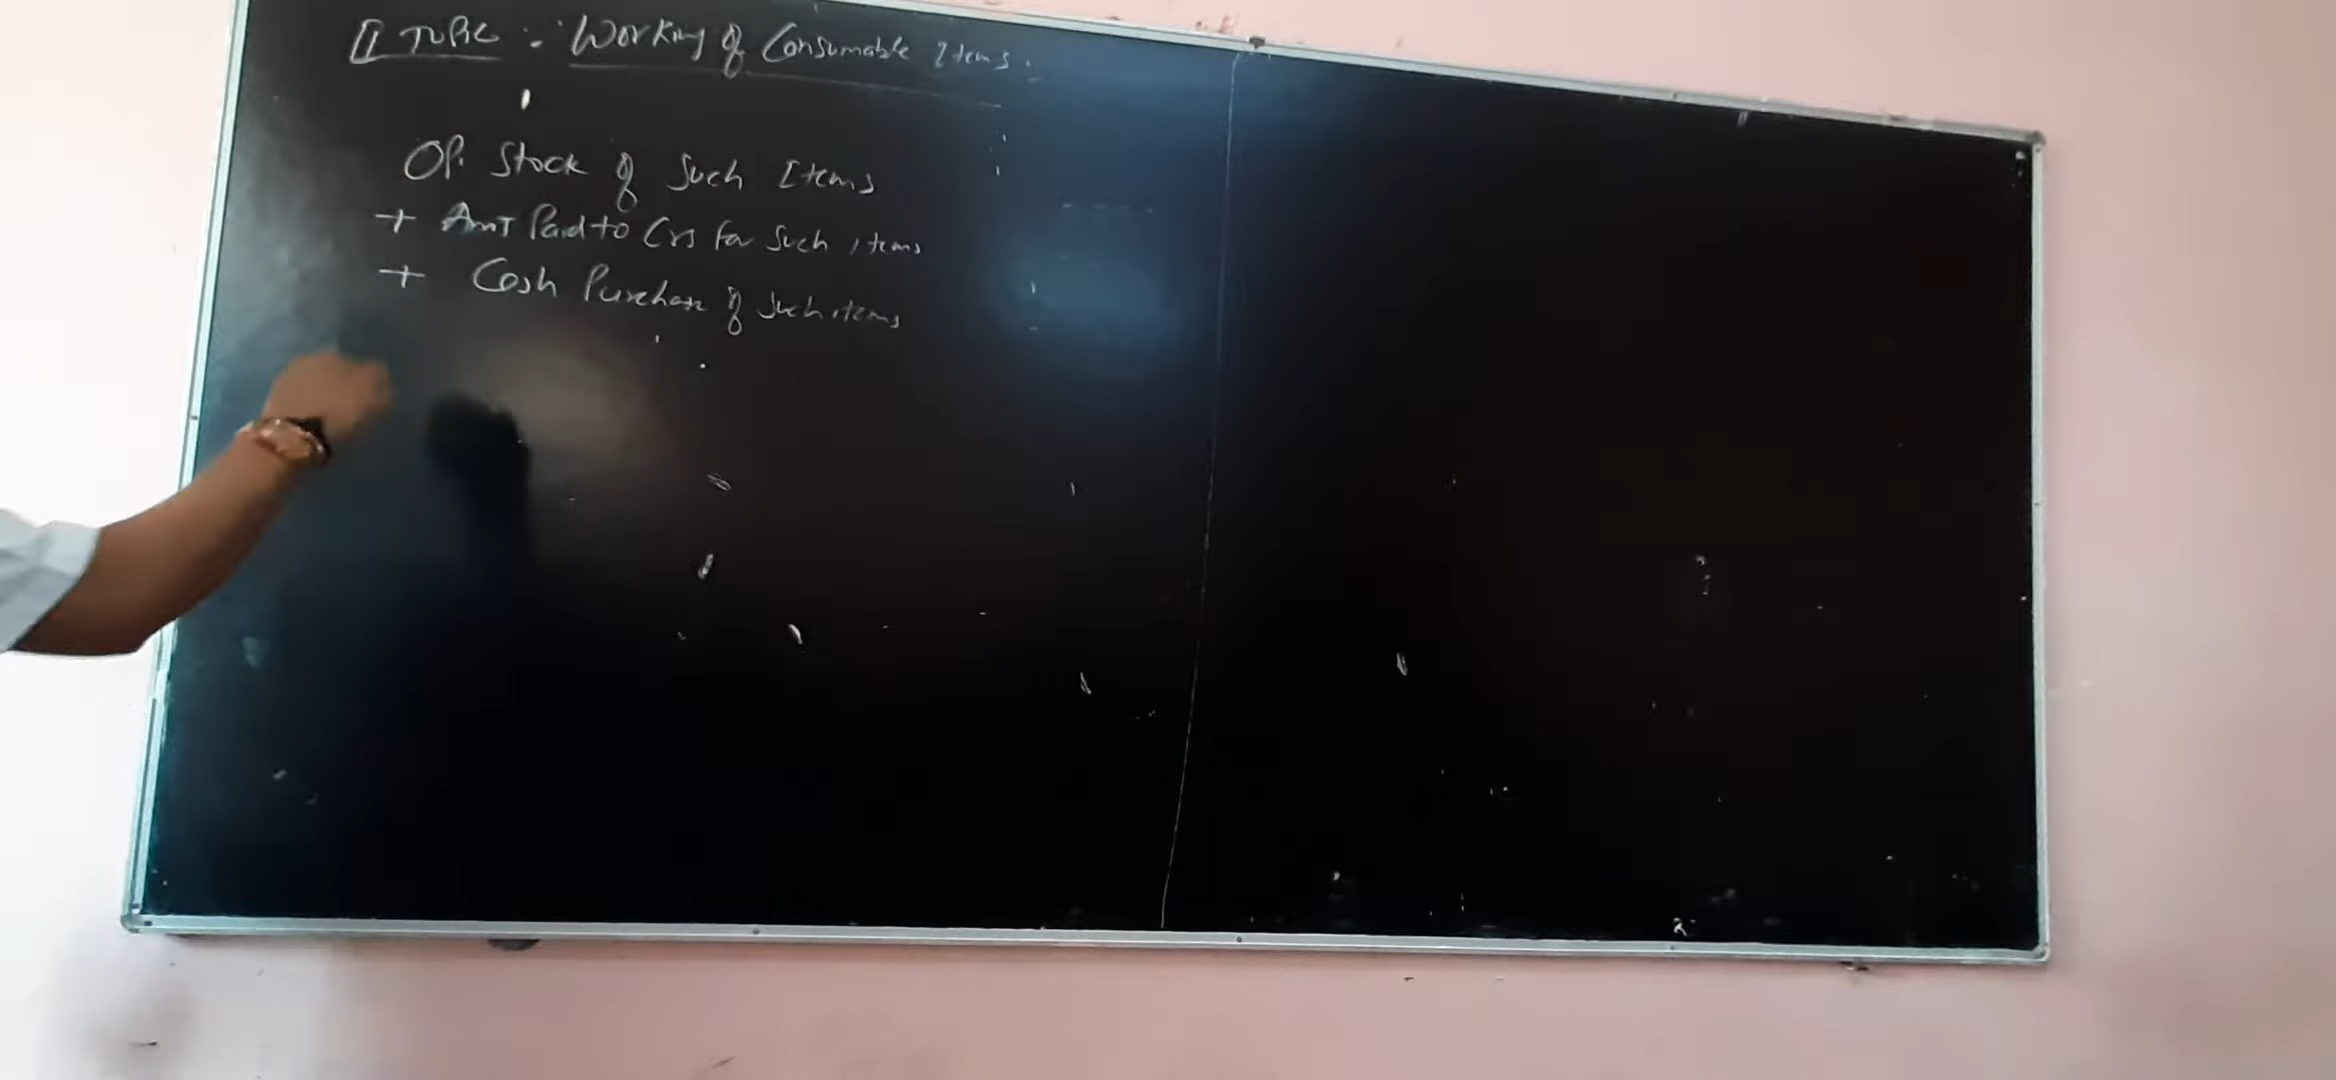 II TOPIC :- Working of Consumable Items.
OP. Stock of Such Items
+ AmT Paid to Crs for Such items
+ Cash Purchase of Such items